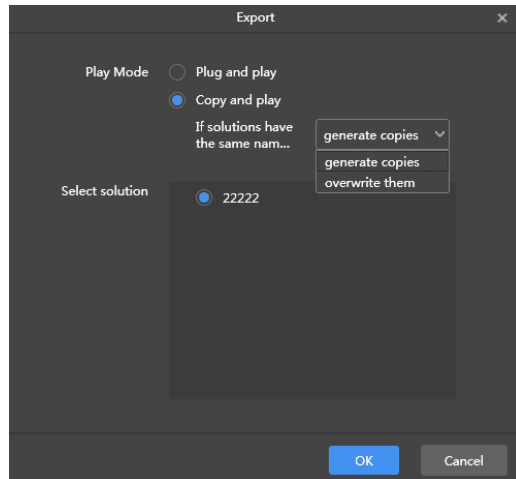 Export
Play Mode
Plug and play
Copy and play
If solutions have
the same nam...
generate copies
generate copies
overwrite them
Select solution
22222
OK
Cancel